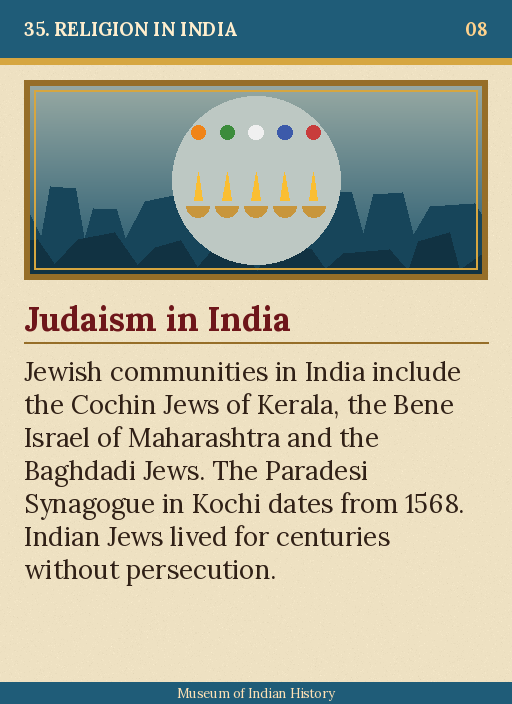 35. RELIGION IN INDIA
08
Judaism in India
Jewish communities in India include
the Cochin Jews of Kerala, the Bene
Israel of Maharashtra and the
Baghdadi Jews. The Paradesi
Synagogue in Kochi dates from 1568.
Indian Jews lived for centuries
without persecution.
Museum of Indian History